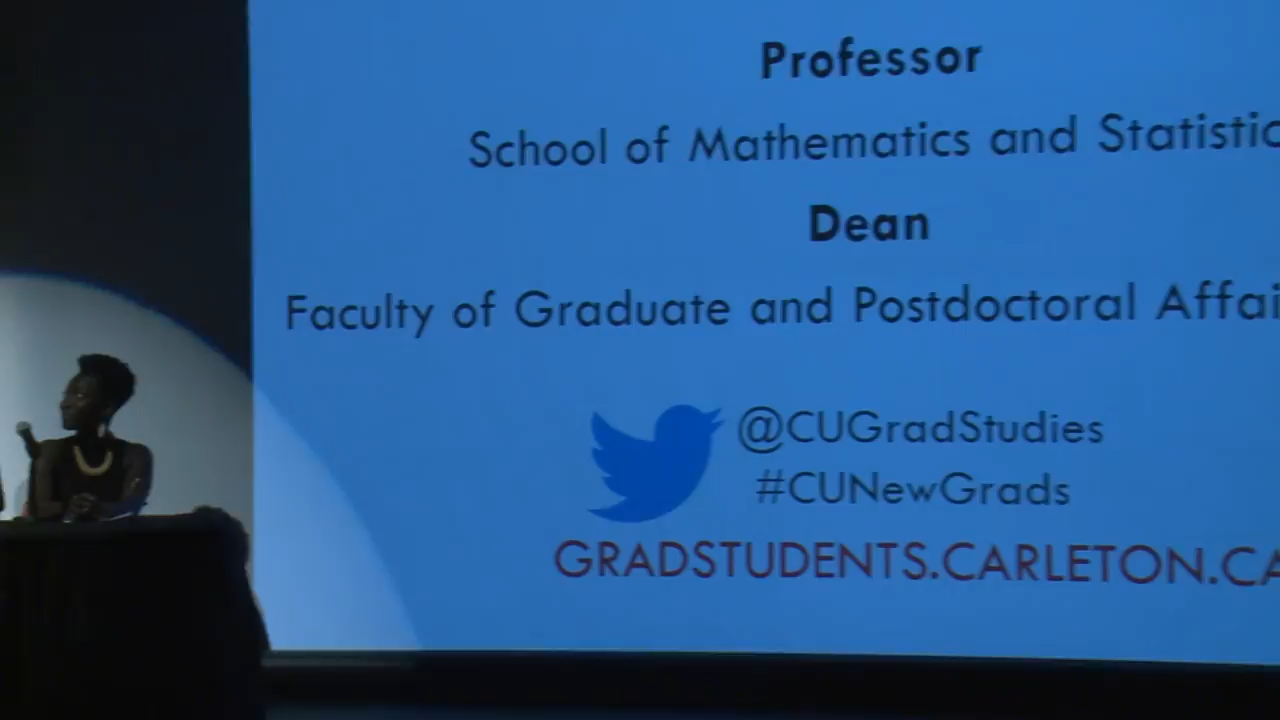 Professor
School of Mathematics and Statistic
Dean
Faculty of Graduate and Postdoctoral Affai
@CUGradStudies
#CUNewGrads
GRADSTUDENTS.CARLETON.CA